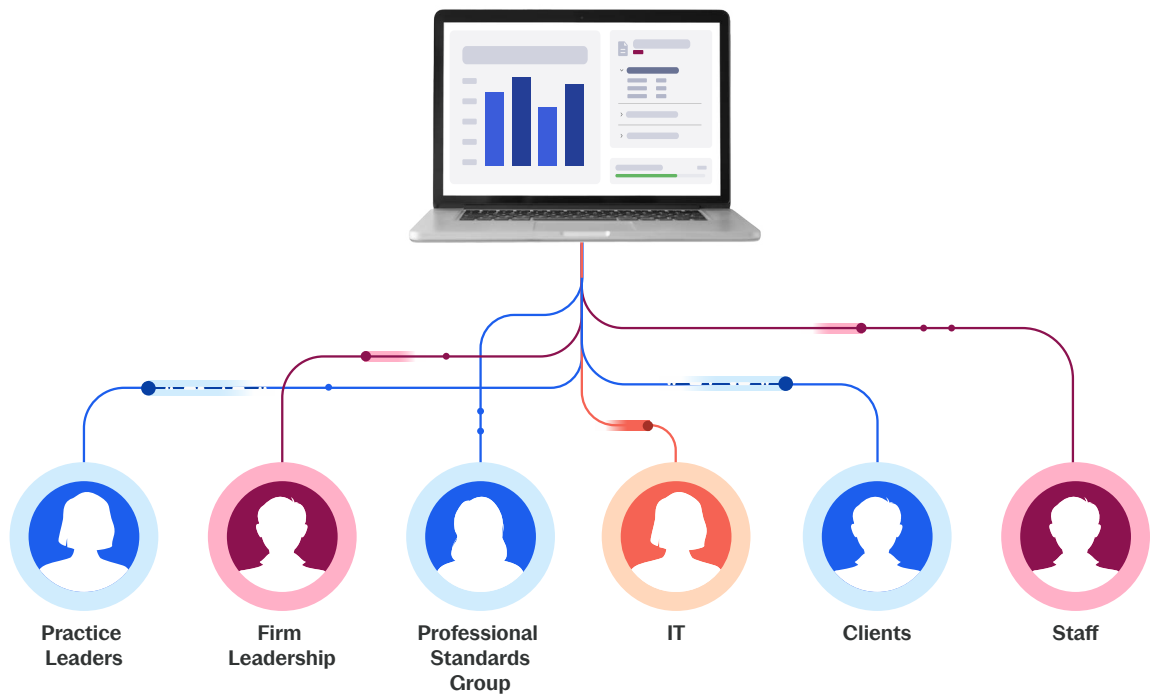 Practice
Leaders
Firm
Leadership
Professional
Standards
Group
IT
Clients
Staff